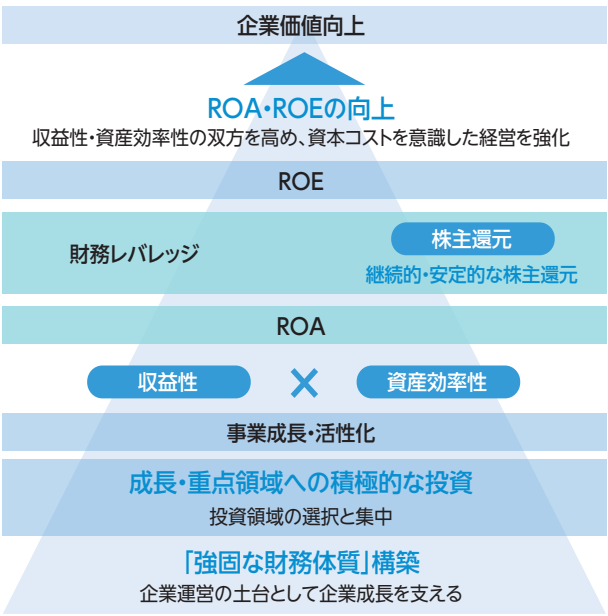 企業価値向上
ROA・ROEの向上
収益性・資産効率性の双方を高め、資本コストを意識した経営を強化
ROE
財務レバレッジ
株主還元
継続的・安定的な株主還元
ROA
収益性
×
資産効率性
事業成長・活性化
成長・重点領域への積極的な投資
投資領域の選択と集中
「強固な財務体質」構築
企業運営の土台として企業成長を支える